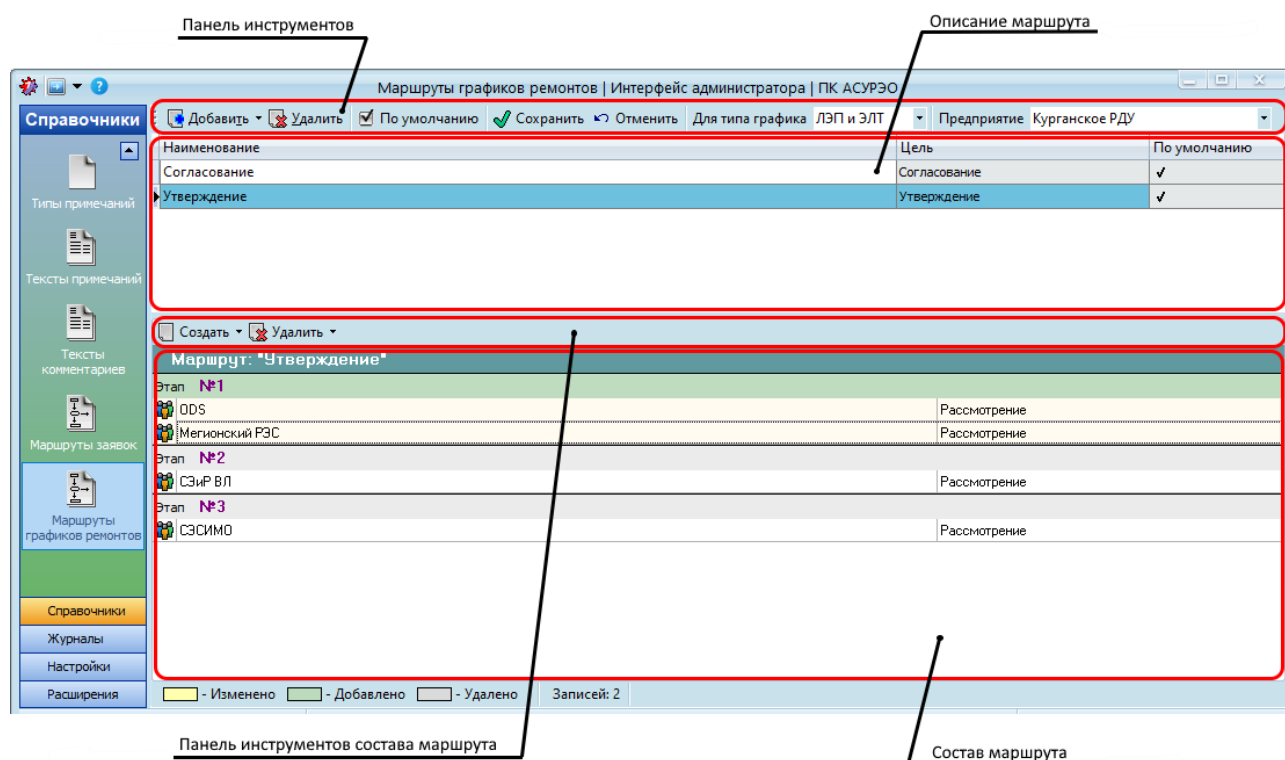 Панель инструментов
Описание маршрута
Маршруты графиков ремонтов | Интерфейс администратора | ПК АСУРЭО
Справочники
Добавить Удалить По умолчанию Сохранить Отменить Для типа графика ЛЭП и ЭЛТ Предприятие Курганское РДУ
Наименование Цель По умолчанию
Согласование Согласование
Утверждение Утверждение
Типы примечаний
Тексты примечаний
Тексты
комментариев
Маршруты заявок
Маршруты
графиков ремонтов
Создать Удалить
Маршрут: "Утверждение"
Этап №1
ODS Рассмотрение
Мегионский РЭС Рассмотрение
Этап №2
СЭиР ВЛ Рассмотрение
Этап №3
СЭСИМО Рассмотрение
Справочники
Журналы
Настройки
Расширения
- Изменено - Добавлено - Удалено Записей: 2
Панель инструментов состава маршрута
Состав маршрута